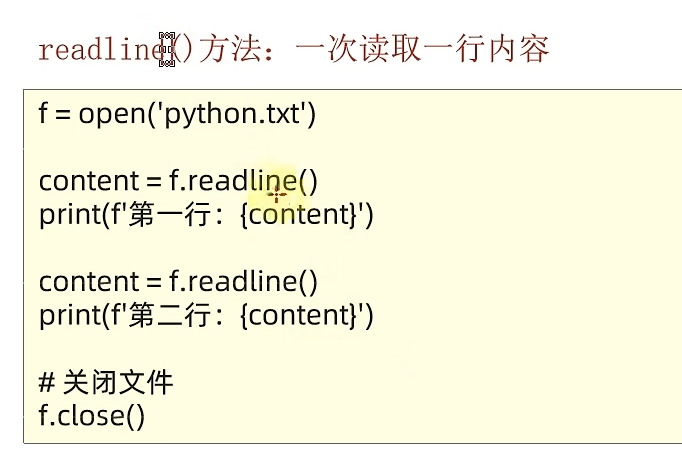 readline()方法：一次读取一行内容
f = open('python.txt')
content = f.readline()
print(f'第一行：{content}')
content = f.readline()
print(f'第二行：{content}')
# 关闭文件
f.close()